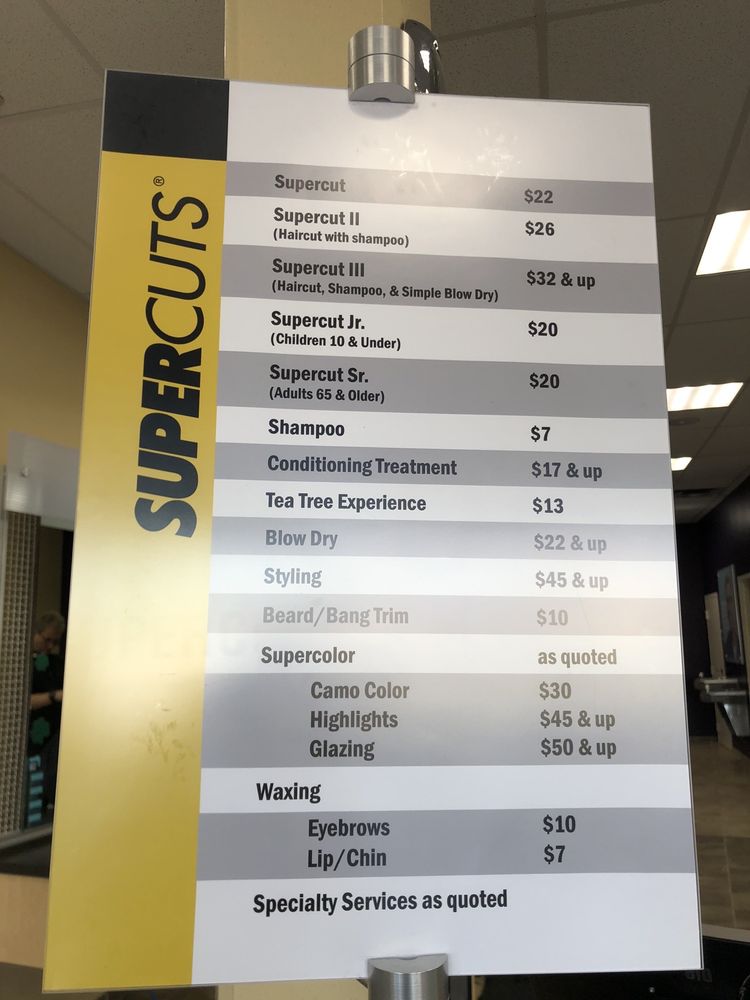 SUPERCUTS®
Supercut $22
Supercut II $26
(Haircut with shampoo)
Supercut III $32 & up
(Haircut, Shampoo, & Simple Blow Dry)
Supercut Jr. $20
(Children 10 & Under)
Supercut Sr. $20
(Adults 65 & Older)
Shampoo $7
Conditioning Treatment $17 & up
Tea Tree Experience $13
Blow Dry $22 & up
Styling $45 & up
Beard/Bang Trim $10
Supercolor as quoted
Camo Color $30
Highlights $45 & up
Glazing $50 & up
Waxing
Eyebrows $10
Lip/Chin $7
Specialty Services as quoted